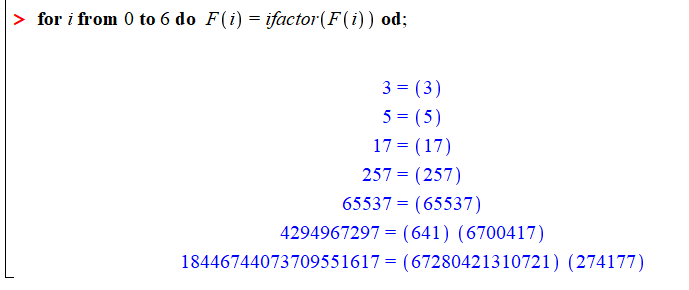 > for i from 0 to 6 do F(i) = ifactor(F(i)) od;
3 = (3)
5 = (5)
17 = (17)
257 = (257)
65537 = (65537)
4294967297 = (641) (6700417)
18446744073709551617 = (67280421310721) (274177)